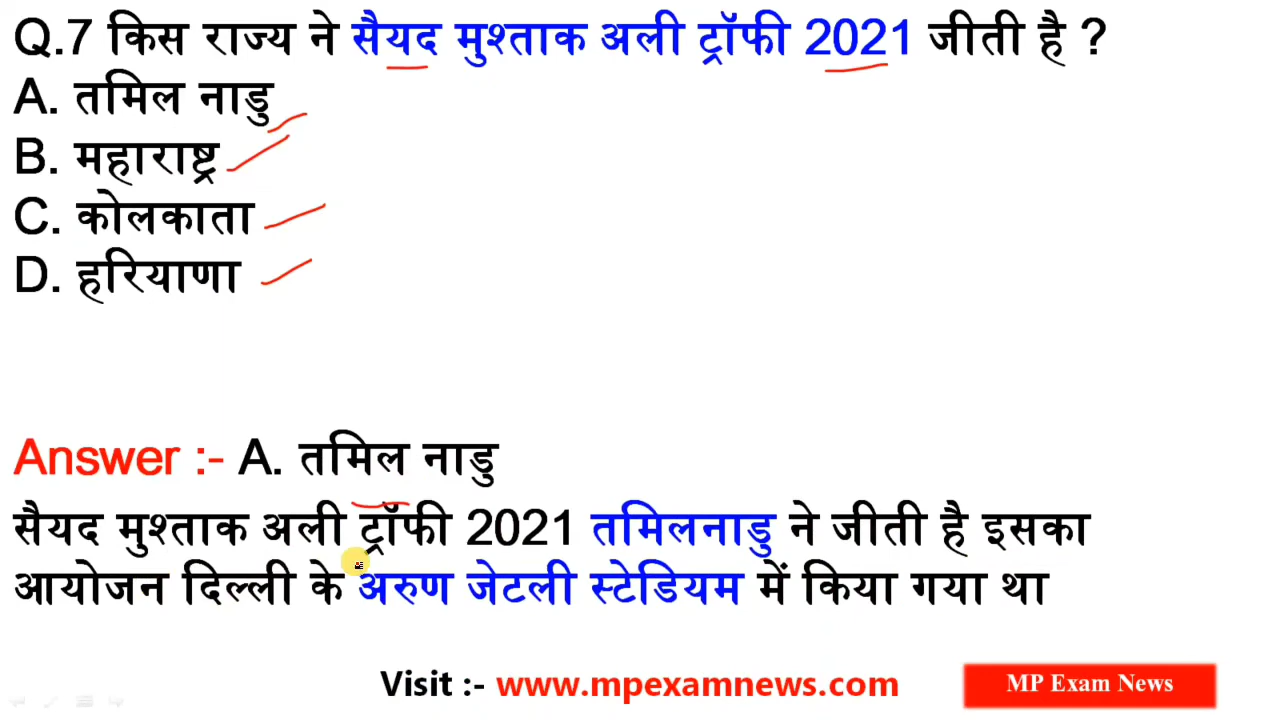 Q.7 किस राज्य ने सैयद मुश्ताक अली ट्रॉफी 2021 जीती है ?
A. तमिल नाडु
B. महाराष्ट्र
C. कोलकाता
D. हरियाणा
Answer :- A. तमिल नाडु
सैयद मुश्ताक अली ट्रॉफी 2021 तमिलनाडु ने जीती है इसका
आयोजन दिल्ली के अरुण जेटली स्टेडियम में किया गया था
Visit :- www.mpexamnews.com
MP Exam News